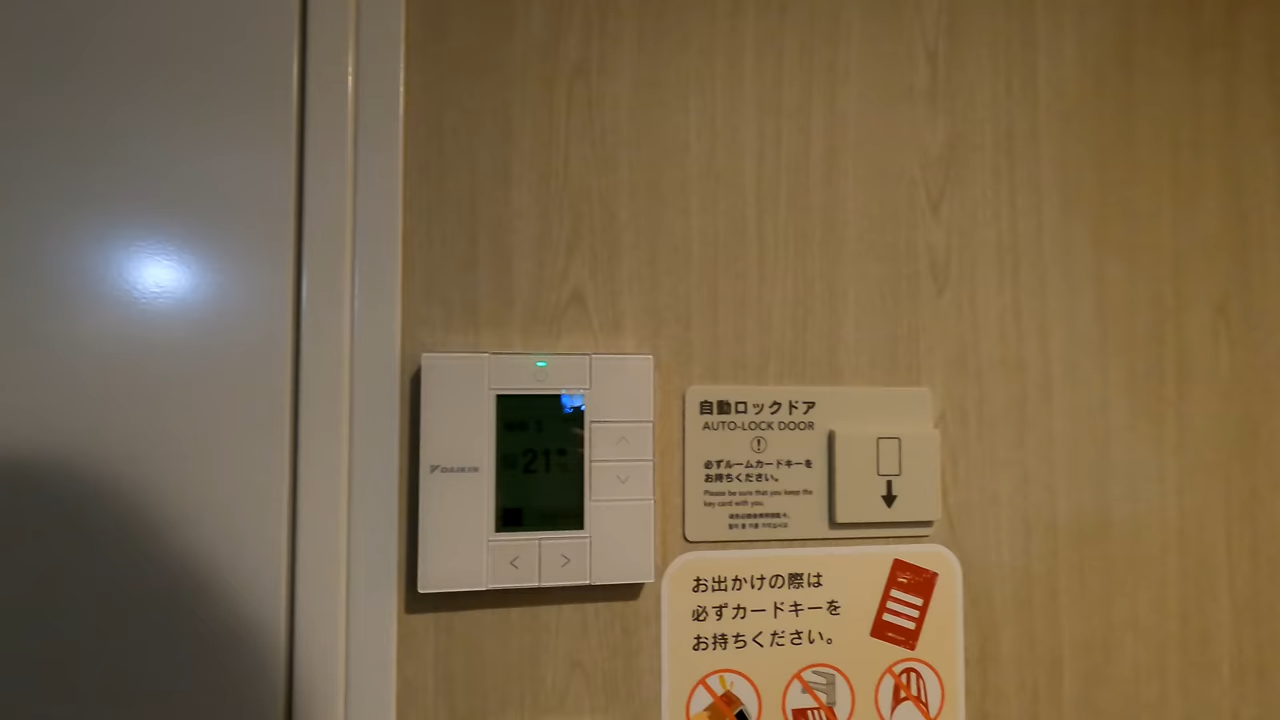 DAIKIN
21
自動ロックドア
AUTO-LOCK DOOR
必ずルームカードキーを
お持ちください。
Please be sure that you keep the
key card with you.
お出かけの際は
必ずカードキーを
お持ちください。